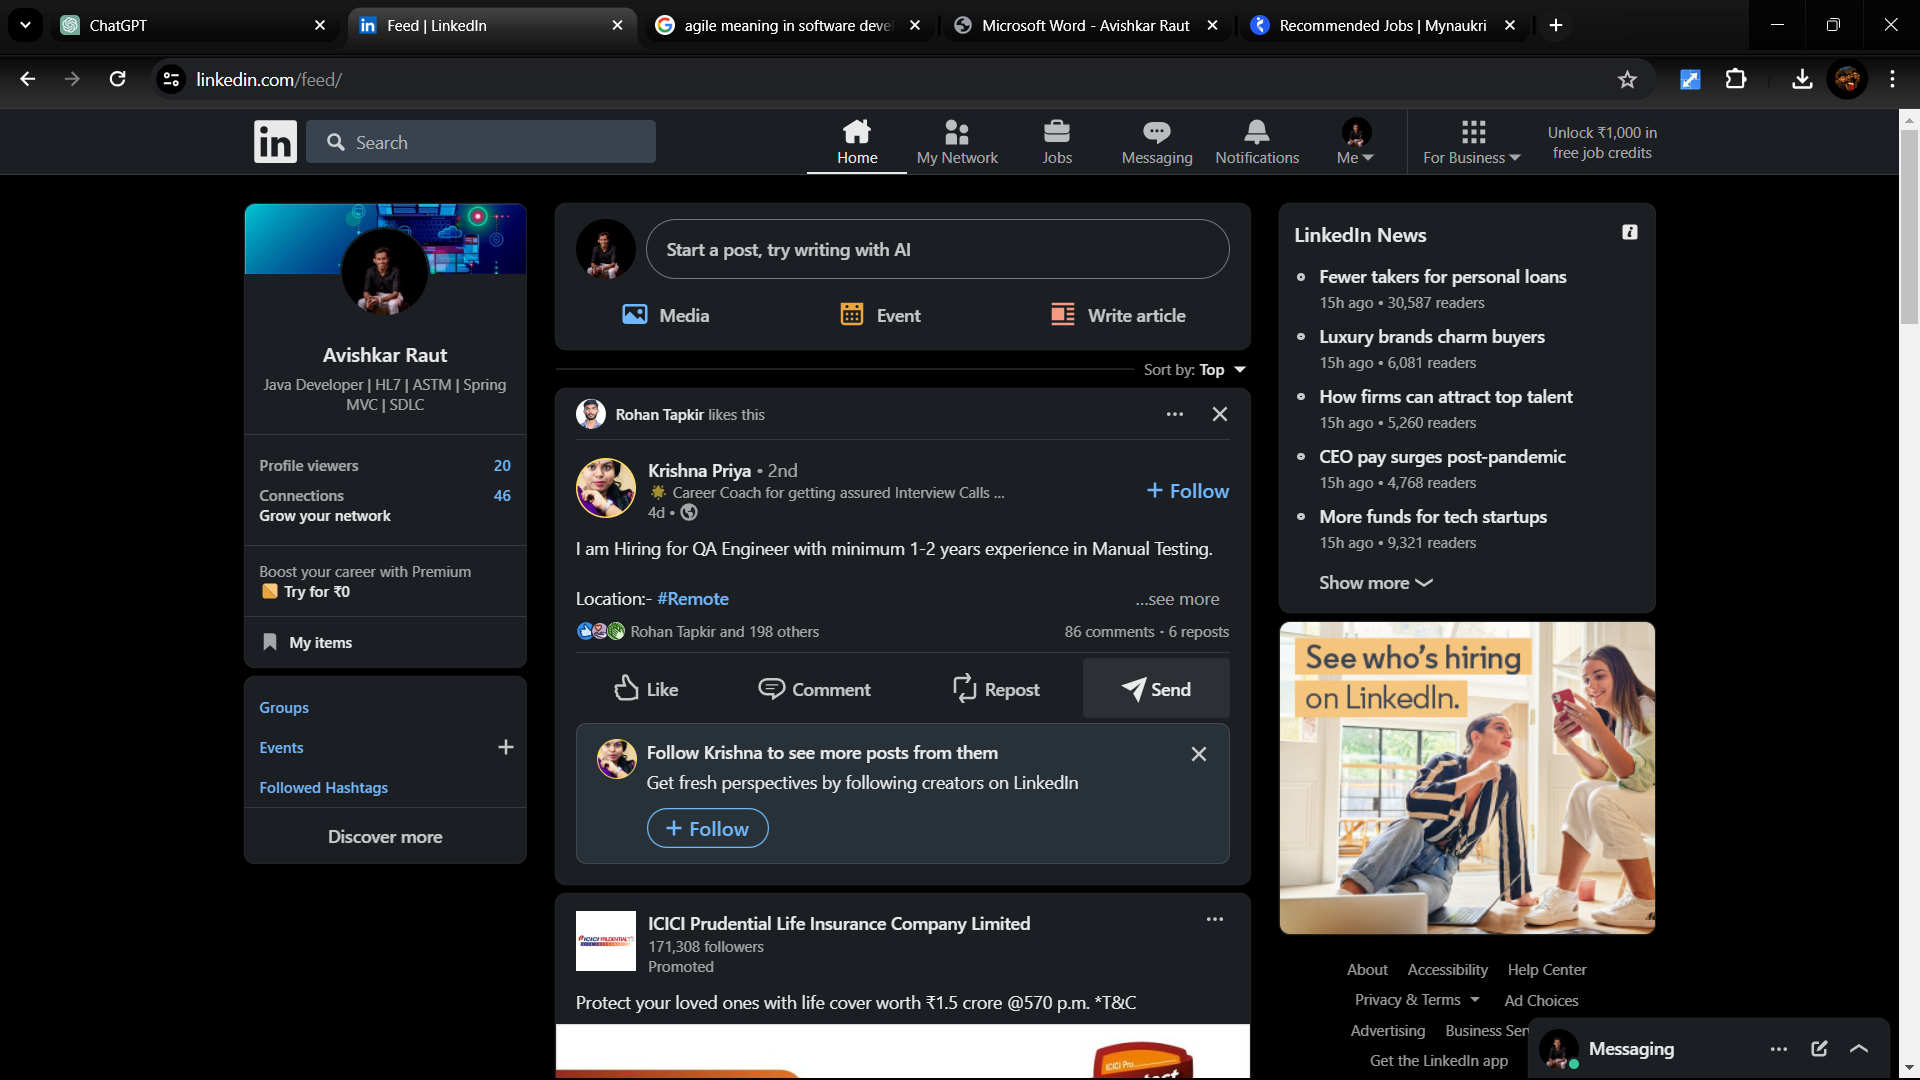 ChatGPT
Feed | LinkedIn
agile meaning in software deve
Microsoft Word - Avishkar Raut
Recommended Jobs | Mynaukri
linkedin.com/feed/
in
Search
Home
My Network
Jobs
Messaging
Notifications
Me
For Business
Unlock ₹1,000 in
free job credits
Avishkar Raut
Java Developer | HL7 | ASTM | Spring
MVC | SDLC
Profile viewers 20
Connections 46
Grow your network
Boost your career with Premium
Try for ₹0
My items
Groups
Events
Followed Hashtags
Discover more
Start a post, try writing with AI
Media
Event
Write article
Sort by: Top
Rohan Tapkir likes this
Krishna Priya • 2nd
Career Coach for getting assured Interview Calls ...
4d •
+ Follow
I am Hiring for QA Engineer with minimum 1-2 years experience in Manual Testing.
Location:- #Remote
...see more
Rohan Tapkir and 198 others
86 comments · 6 reposts
Like
Comment
Repost
Send
Follow Krishna to see more posts from them
Get fresh perspectives by following creators on LinkedIn
+ Follow
ICICI Prudential Life Insurance Company Limited
171,308 followers
Promoted
Protect your loved ones with life cover worth ₹1.5 crore @570 p.m. *T&C
LinkedIn News
Fewer takers for personal loans
15h ago • 30,587 readers
Luxury brands charm buyers
15h ago • 6,081 readers
How firms can attract top talent
15h ago • 5,260 readers
CEO pay surges post-pandemic
15h ago • 4,768 readers
More funds for tech startups
15h ago • 9,321 readers
Show more
See who's hiring
on LinkedIn.
About Accessibility Help Center
Privacy & Terms Ad Choices
Advertising Business Ser
Get the LinkedIn app
Messaging